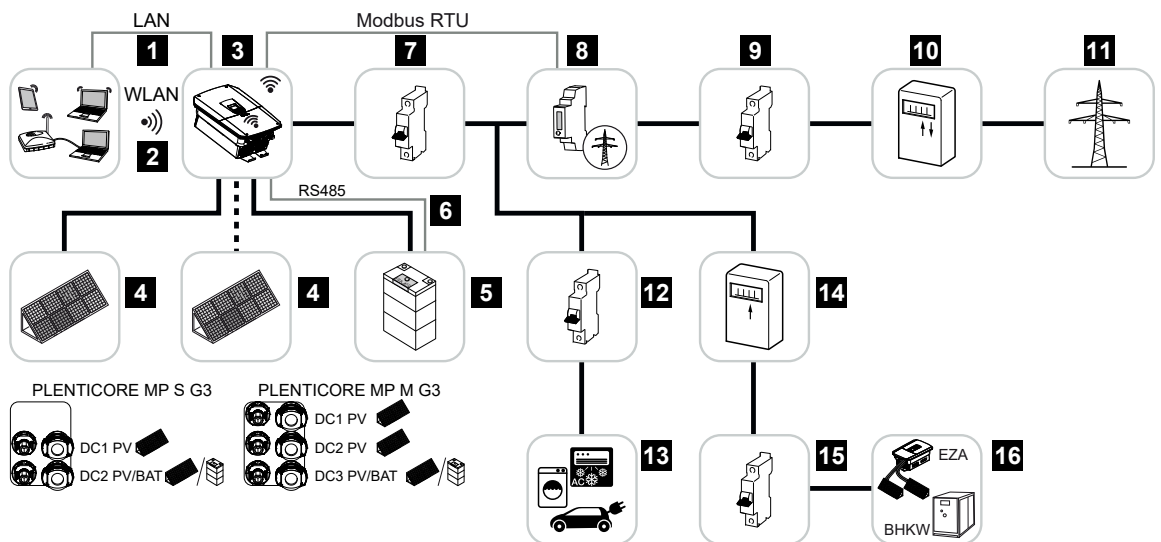 LAN
Modbus RTU
1
3
7
8
9
10
11
WLAN
2
RS485
6
4
4
5
12
14
PLENTICORE MP S G3
DC1 PV
DC2 PV/BAT
PLENTICORE MP M G3
DC1 PV
DC2 PV
DC3 PV/BAT
13
AC
15
EZA
16
BHKW